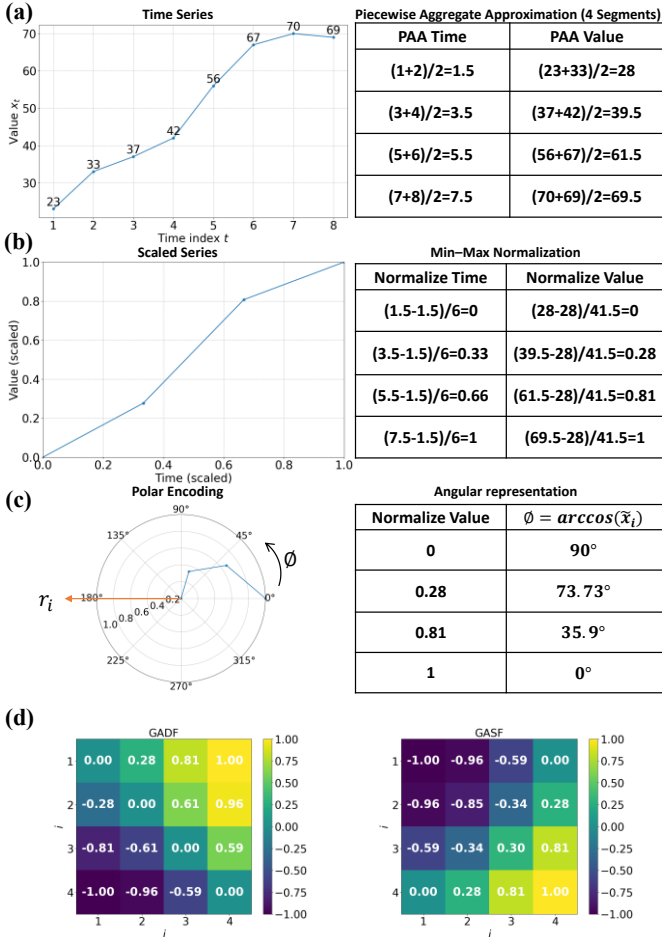 (a)
Time Series
Value x_t
70
60
50
40
30
23
33
37
42
56
67
70
69
1 2 3 4 5 6 7 8
Time index t
Piecewise Aggregate Approximation (4 Segments)
PAA Time PAA Value
(1+2)/2=1.5 (23+33)/2=28
(3+4)/2=3.5 (37+42)/2=39.5
(5+6)/2=5.5 (56+67)/2=61.5
(7+8)/2=7.5 (70+69)/2=69.5
(b)
Scaled Series
Value (scaled)
1.0
0.8
0.6
0.4
0.2
0.0
0.0 0.2 0.4 0.6 0.8 1.0
Time (scaled)
Min–Max Normalization
Normalize Time Normalize Value
(1.5-1.5)/6=0 (28-28)/41.5=0
(3.5-1.5)/6=0.33 (39.5-28)/41.5=0.28
(5.5-1.5)/6=0.66 (61.5-28)/41.5=0.81
(7.5-1.5)/6=1 (69.5-28)/41.5=1
(c)
Polar Encoding
90°
135° 45°
∅
r_i
180° 0°
0.2
0.4
0.6
0.8
1.0
225° 315°
270°
Angular representation
Normalize Value ∅ = arccos(x̃_i)
0 90°
0.28 73.73°
0.81 35.9°
1 0°
(d)
GADF
1 0.00 0.28 0.81 1.00
2 -0.28 0.00 0.61 0.96
i
3 -0.81 -0.61 0.00 0.59
4 -1.00 -0.96 -0.59 0.00
1 2 3 4
j
1.00
0.75
0.50
0.25
0.00
−0.25
−0.50
−0.75
−1.00
GASF
1 -1.00 -0.96 -0.59 0.00
2 -0.96 -0.85 -0.34 0.28
i
3 -0.59 -0.34 0.30 0.81
4 0.00 0.28 0.81 1.00
1 2 3 4
j
1.00
0.75
0.50
0.25
0.00
−0.25
−0.50
−0.75
−1.00